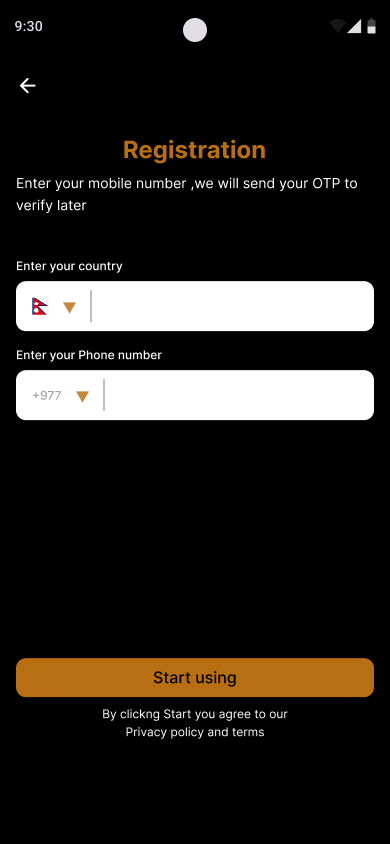 9:30
Registration
Enter your mobile number ,we will send your OTP to
verify later
Enter your country
Enter your Phone number
+977
Start using
By clickng Start you agree to our
Privacy policy and terms